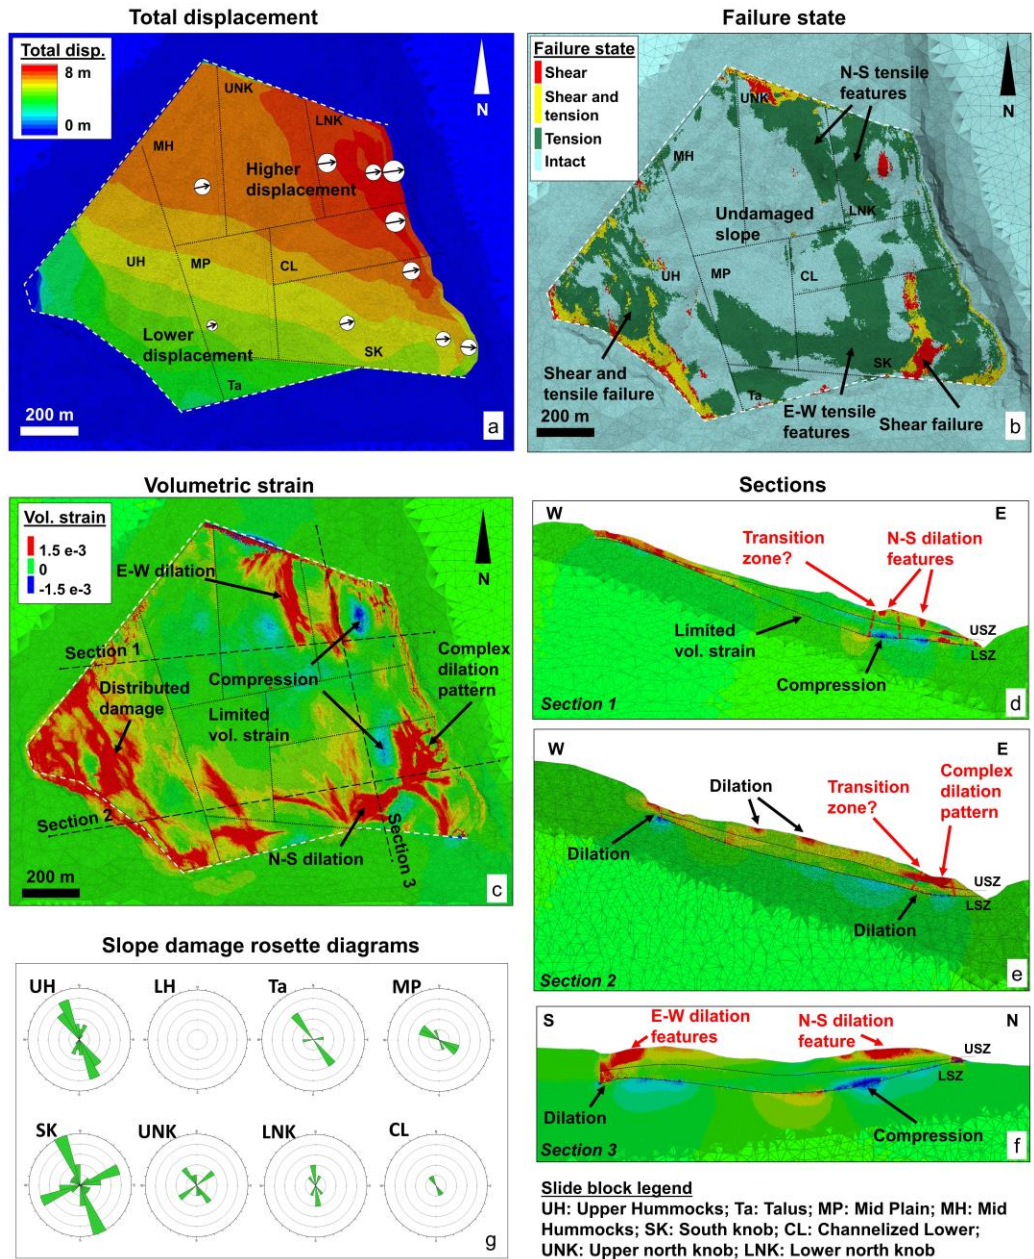 Total displacement
Total disp.
8 m
0 m
N
UNK
LNK
MH
Higher
displacement
UH
MP
CL
Lower
displacement
SK
Ta
200 m
a
Failure state
Failure state
Shear
Shear and
tension
Tension
Intact
N-S tensile
features
N
UNK
MH
LNK
Undamaged
slope
UH
MP
CL
Shear and
tensile failure
SK
Ta
E-W tensile
features
Shear failure
200 m
b
Volumetric strain
Vol. strain
1.5 e-3
0
-1.5 e-3
N
E-W dilation
Section 1
Compression
Complex
dilation
pattern
Distributed
damage
Limited
vol. strain
Section 2
Section 3
N-S dilation
200 m
c
Sections
W
E
Transition
zone?
N-S dilation
features
Limited
vol. strain
USZ
LSZ
Compression
Section 1
d
W
E
Dilation
Transition
zone?
Complex
dilation
pattern
Dilation
USZ
LSZ
Dilation
Section 2
e
S
E-W dilation
features
N-S dilation
feature
N
USZ
LSZ
Dilation
Compression
Section 3
f
Slope damage rosette diagrams
UH
LH
Ta
MP
SK
UNK
LNK
CL
g
Slide block legend
UH: Upper Hummocks; Ta: Talus; MP: Mid Plain; MH: Mid
Hummocks; SK: South knob; CL: Channelized Lower;
UNK: Upper north knob; LNK: Lower north knob